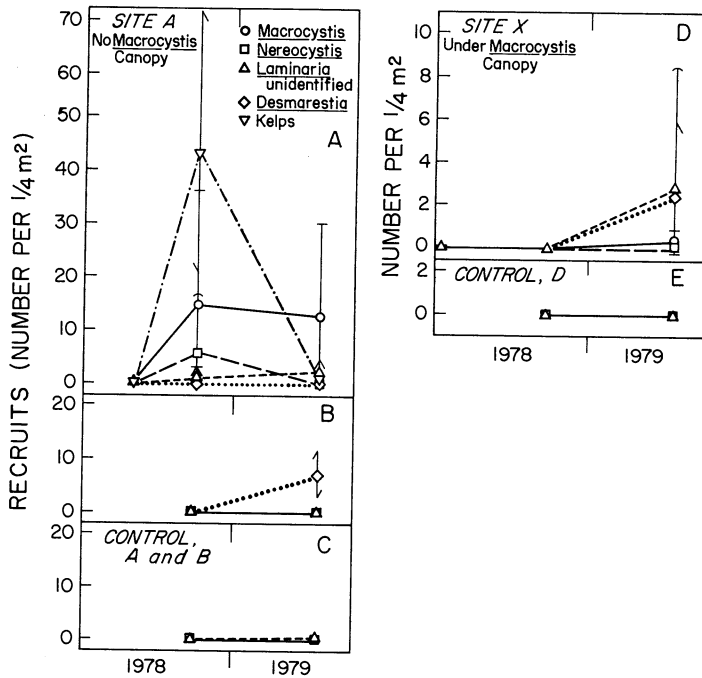 SITE A
No Macrocystis
Canopy
Macrocystis
Nereocystis
Laminaria
unidentified
Desmarestia
Kelps
A
70
60
50
40
30
20
10
0
RECRUITS (NUMBER PER 1/4 m²)
B
20
10
0
CONTROL,
A and B
C
20
10
0
1978
1979
SITE X
Under Macrocystis
Canopy
D
10
8
6
4
2
0
NUMBER PER 1/4 m²
CONTROL, D
E
2
0
1978
1979